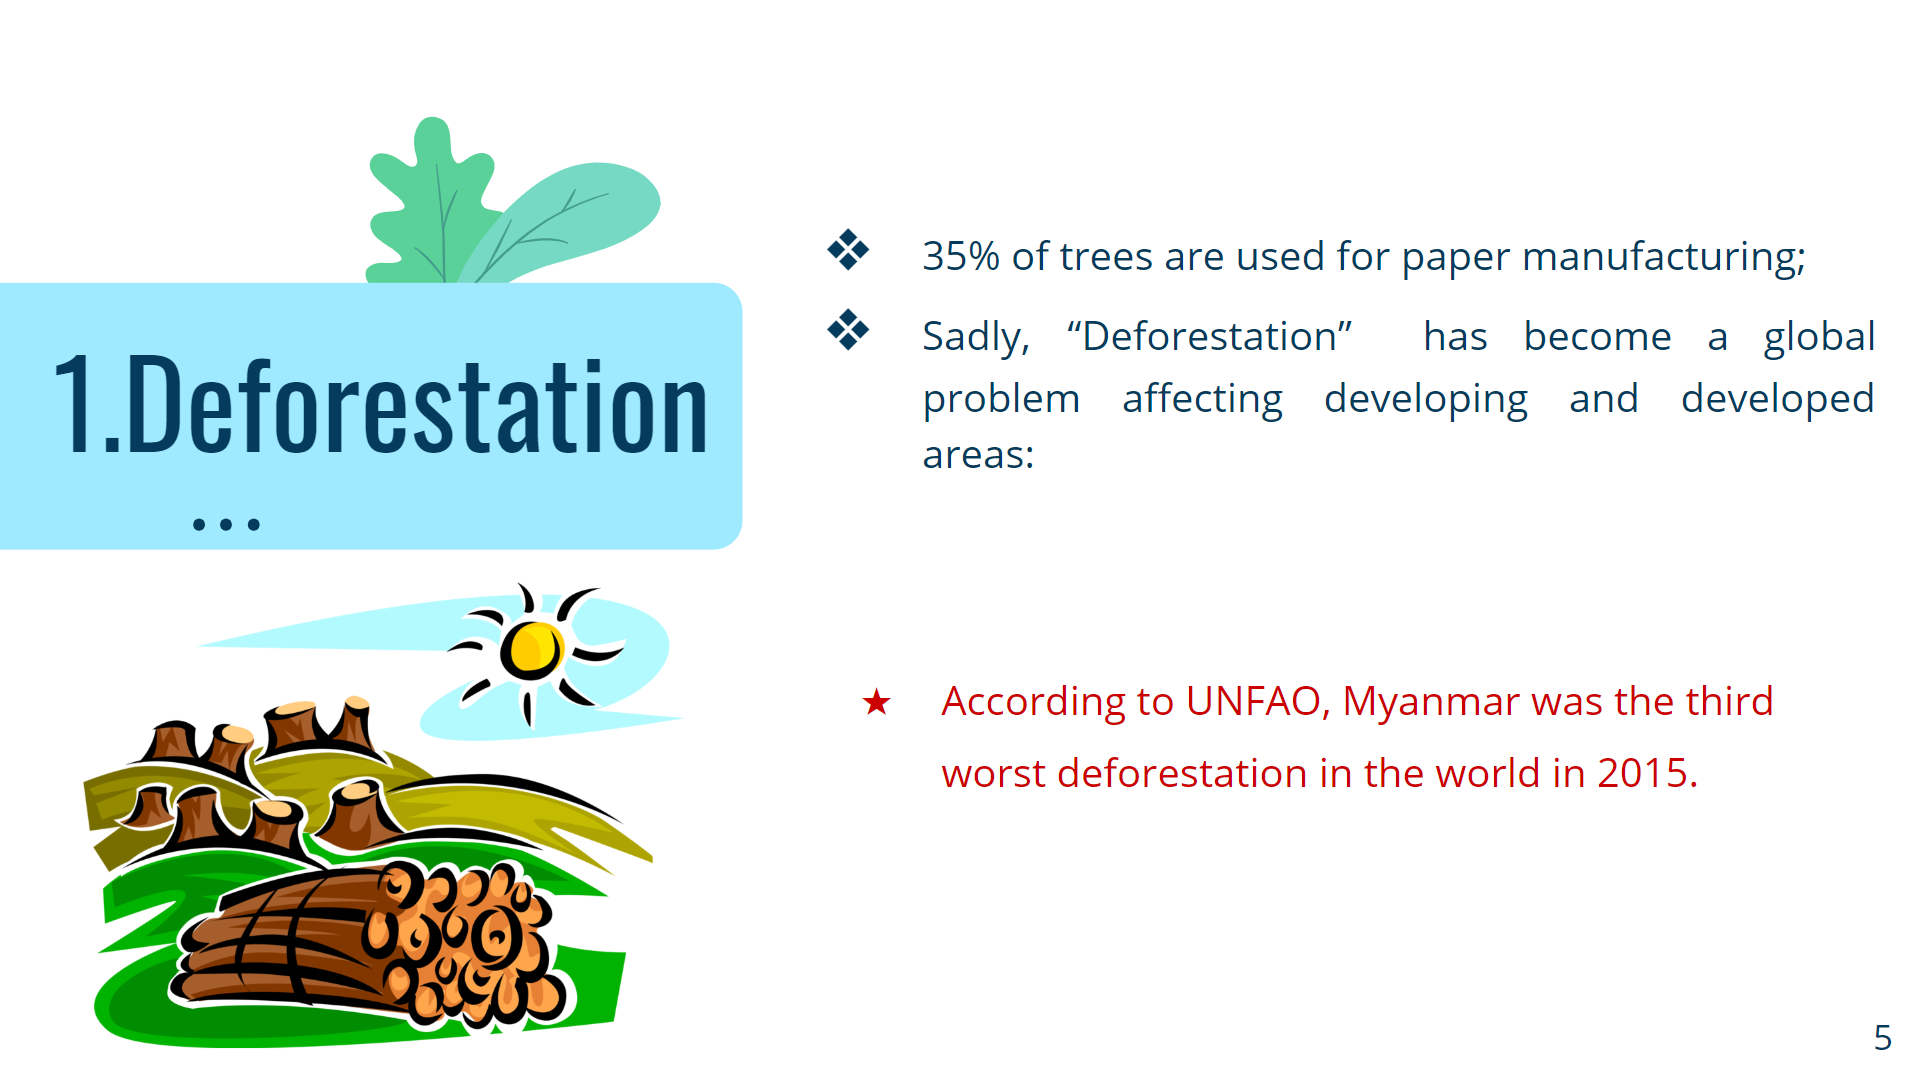 1.Deforestation
...
❖ 35% of trees are used for paper manufacturing;
❖ Sadly, “Deforestation” has become a global
problem affecting developing and developed
areas:
★ According to UNFAO, Myanmar was the third
worst deforestation in the world in 2015.
5